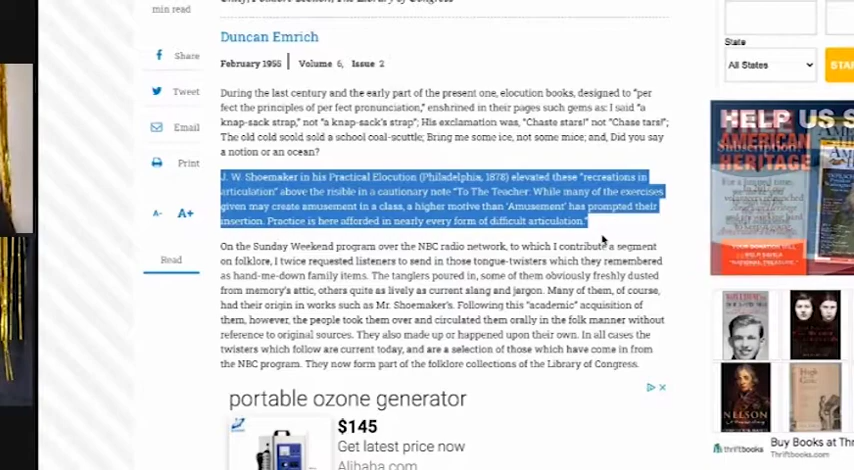 min read
Duncan Emrich
February 1955 Volume 6, Issue 2
During the last century and the early part of the present one, elocution books, designed to "per
fect the principles of per fect pronunciation," enshrined in their pages such gems as: I said "a
knap-sack strap," not "a knap-sack's strap"; His exclamation was, "Chaste stars!" not "Chase tars!";
The old cold scold sold a school coal-scuttle; Bring me some ice, not some mice; and, Did you say
a notion or an ocean?
J. W. Shoemaker in his Practical Elocution (Philadelphia, 1878) elevated these "recreations in
articulation" above the risible in a cautionary note "To The Teacher: While many of the exercises
given may create amusement in a class, a higher motive than 'Amusement' has prompted their
insertion. Practice is here afforded in nearly every form of difficult articulation."
On the Sunday Weekend program over the NBC radio network, to which I contribute a segment
on folklore, I twice requested listeners to send in those tongue-twisters which they remembered
as hand-me-down family items. The tanglers poured in, some of them obviously freshly dusted
from memory's attic, others quite as lively as current slang and jargon. Many of them, of course,
had their origin in works such as Mr. Shoemaker's. Following this "academic" acquisition of
them, however, the people took them over and circulated them orally in the folk manner without
reference to original sources. They also made up or happened upon their own. In all cases the
twisters which follow are current today, and are a selection of those which have come in from
the NBC program. They now form part of the folklore collections of the Library of Congress.
Share
Tweet
Email
Print
A- A+
Read
portable ozone generator
$145
Get latest price now
Alibaba.com
State
All States
STAR
HELP US S
AMERICAN
HERITAGE
Subscription
NELSON
thriftbooks
Buy Books at Thr
Thriftbooks.com